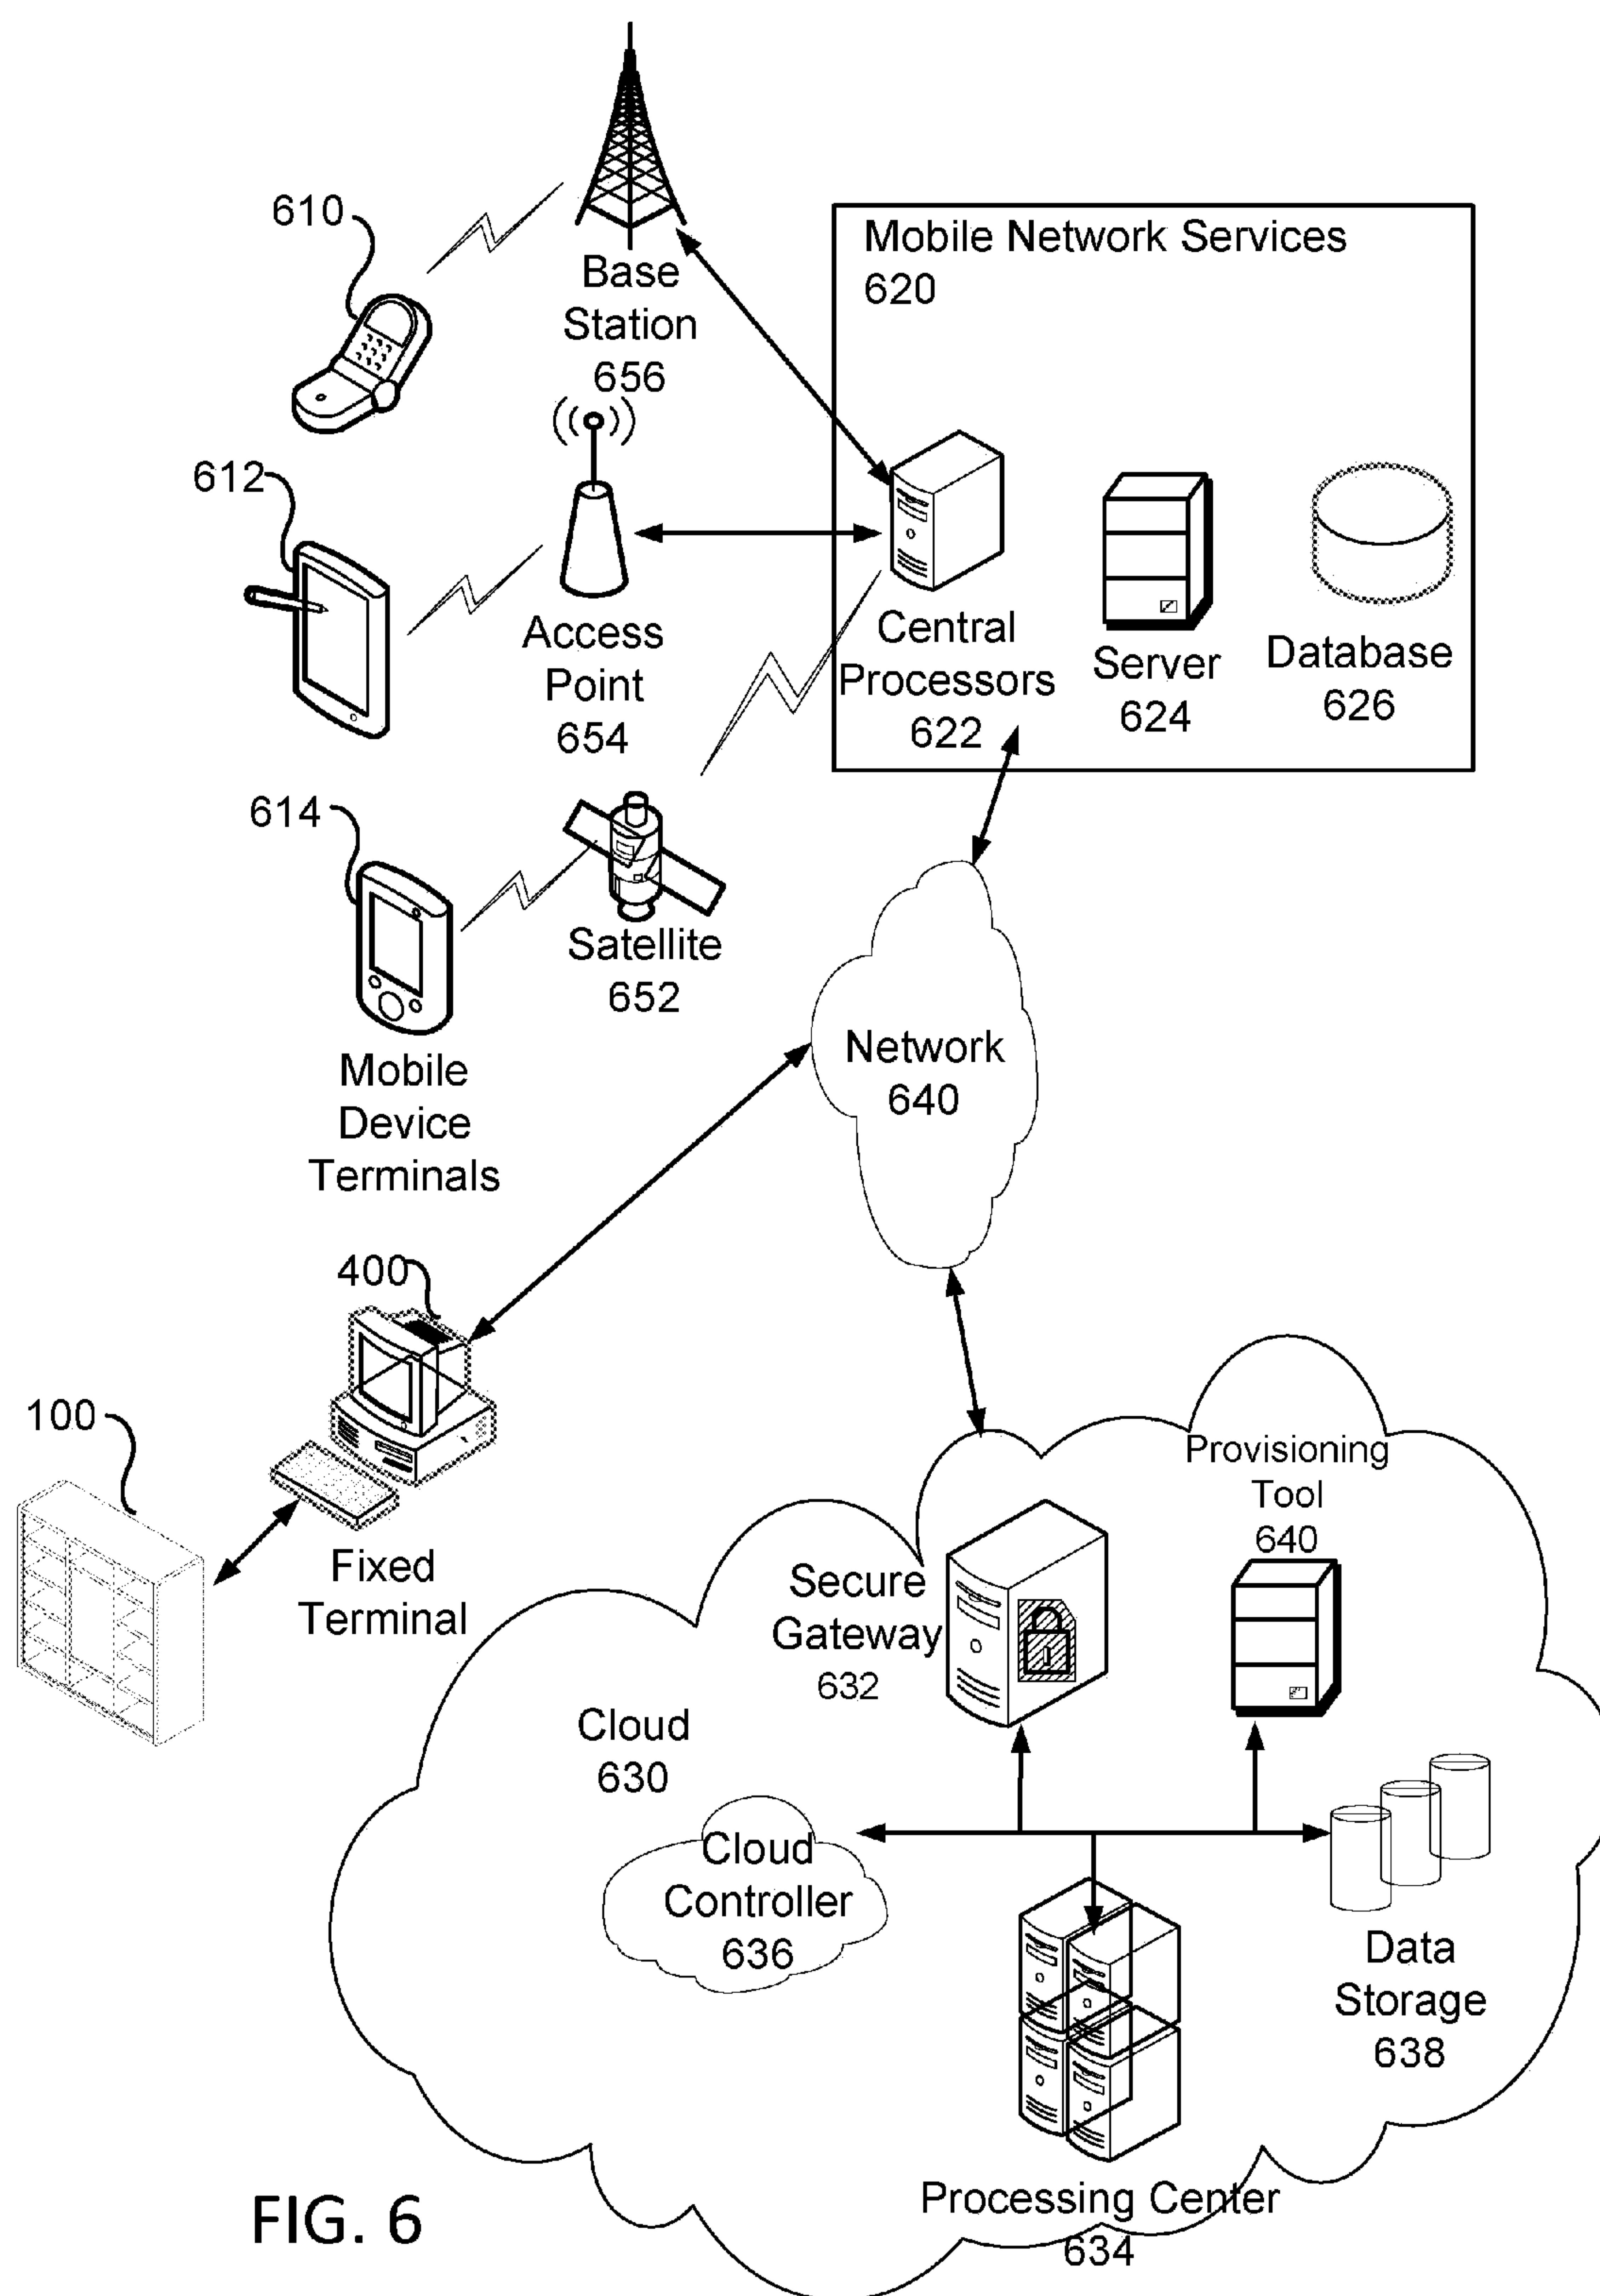 610
Base
Station
656
Mobile Network Services
620
612
Access
Point
654
Central
Processors
622
Server
624
Database
626
614
Satellite
652
Mobile
Device
Terminals
Network
640
400
100
Fixed
Terminal
Provisioning
Tool
640
Secure
Gateway
632
Cloud
630
Cloud
Controller
636
Data
Storage
638
Processing Center
634
FIG. 6